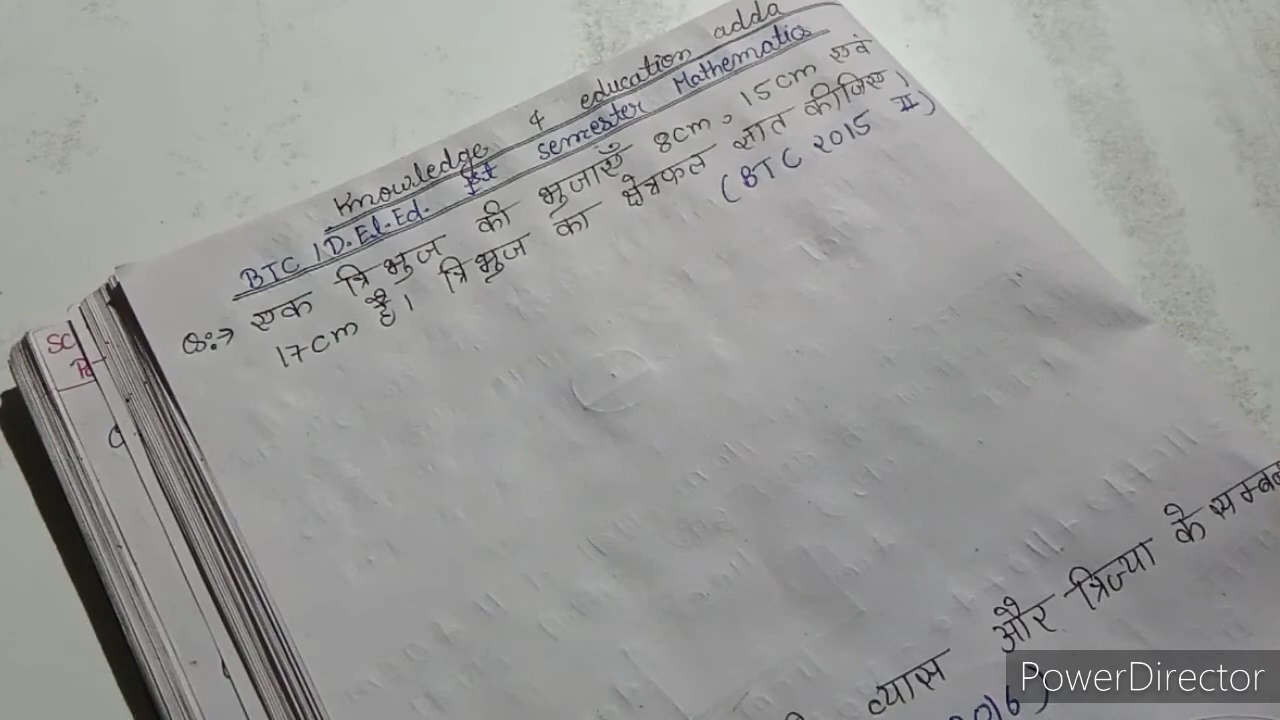 Knowledge & education adda
BTC / D.El.Ed. Ist semester Mathematics
Q:→ एक त्रिभुज की भुजाएँ 8cm, 15cm एवं
17cm है। त्रिभुज का क्षेत्रफल ज्ञात कीजिए।
(BTC 2015 II)
SC
व्यास और त्रिज्या के सम्बन
PowerDirector